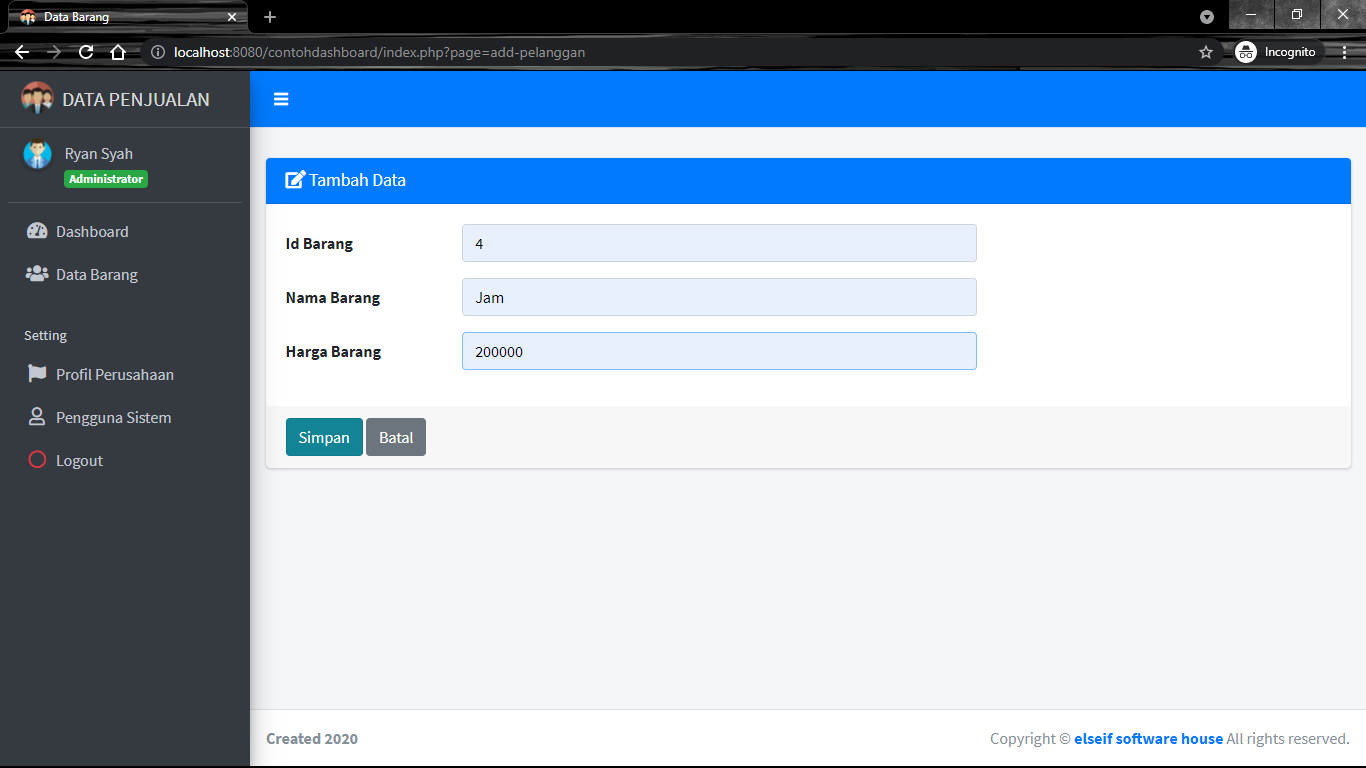 Data Barang
localhost:8080/contohdashboard/index.php?page=add-pelanggan
Incognito
DATA PENJUALAN
Ryan Syah
Administrator
Dashboard
Data Barang
Setting
Profil Perusahaan
Pengguna Sistem
Logout
Tambah Data
Id Barang 4
Nama Barang Jam
Harga Barang 200000
Simpan Batal
Created 2020 Copyright © elseif software house All rights reserved.